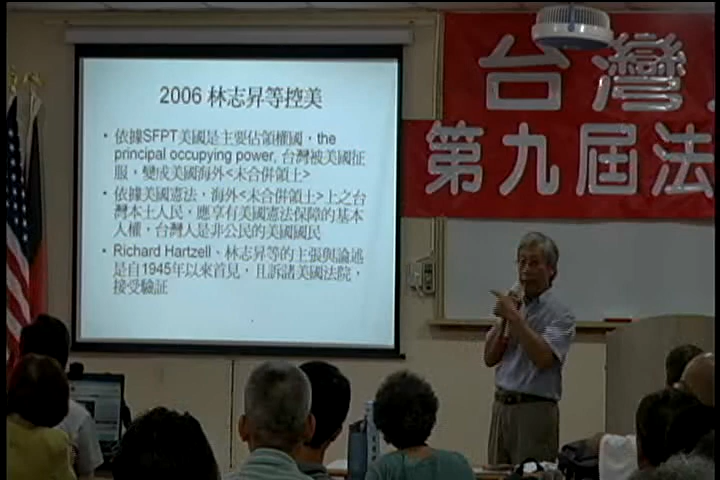 台灣
第九屆法
2006 林志昇等控美
• 依據SFPT美國是主要佔領權國，the
principal occupying power, 台灣被美國征
服，變成美國海外<未合併領土>
• 依據美國憲法，海外<未合併領土>上之台
灣本土人民，應享有美國憲法保障的基本
人權，台灣人是非公民的美國國民
• Richard Hartzell、林志昇等的主張與論述
是自1945年以來首見，且訴諸美國法院，
接受驗証